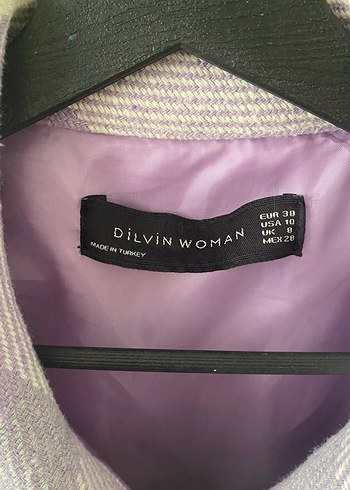 DiLViN WOMAN
MADE IN TURKEY
EUR 38
USA 10
UK 8
MEX 28